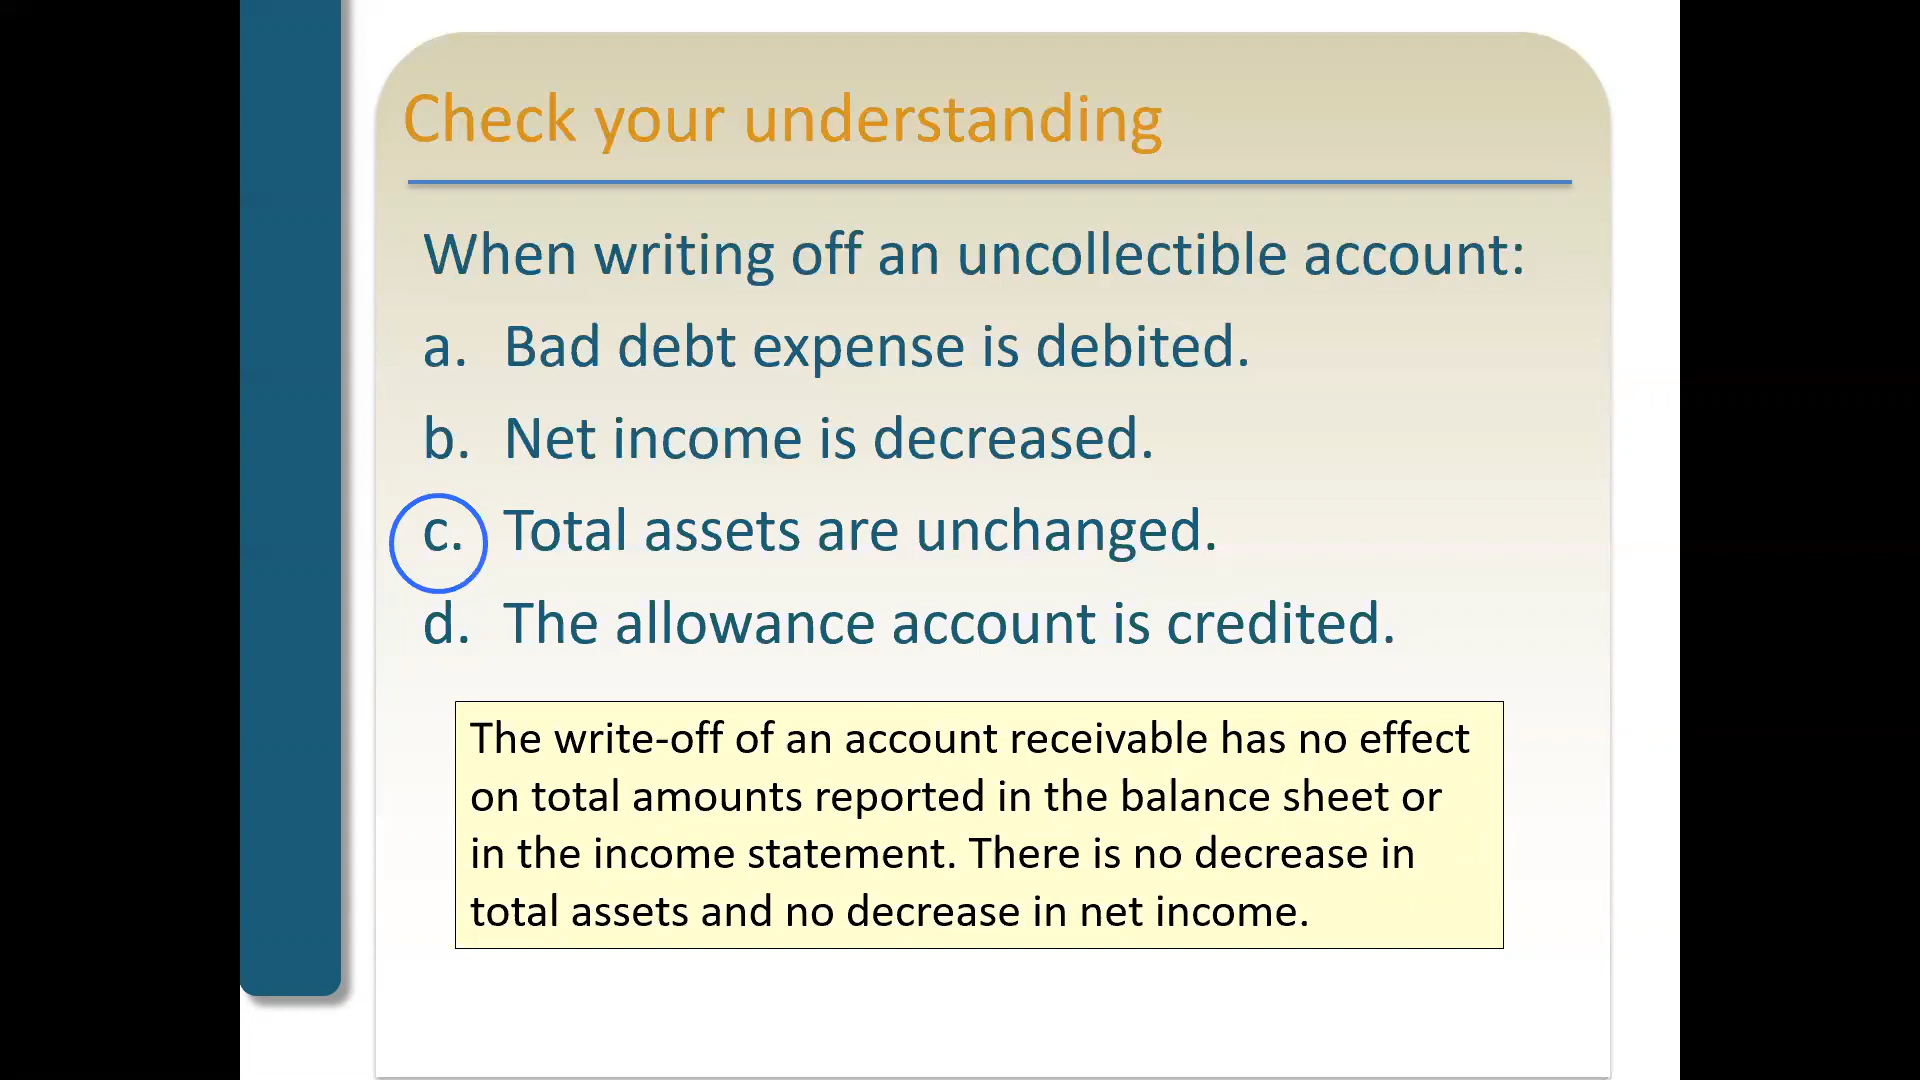 Check your understanding
When writing off an uncollectible account:
a. Bad debt expense is debited.
b. Net income is decreased.
c. Total assets are unchanged.
d. The allowance account is credited.
The write-off of an account receivable has no effect
on total amounts reported in the balance sheet or
in the income statement. There is no decrease in
total assets and no decrease in net income.